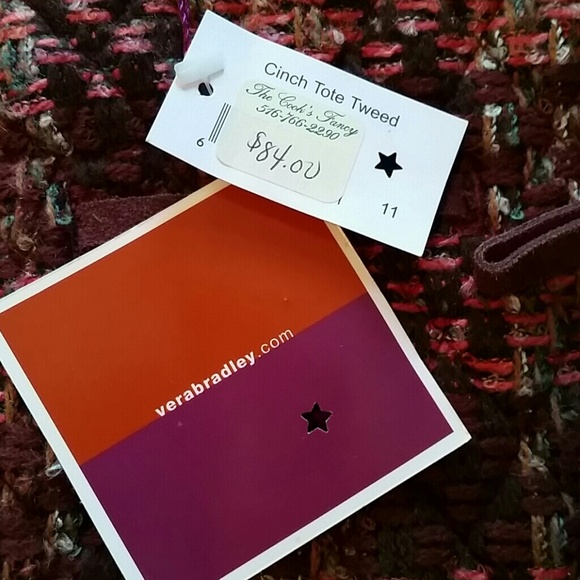 Cinch Tote Tweed
The Cook's Fancy
516-766-2290
$84.00
6
11
verabradley.com